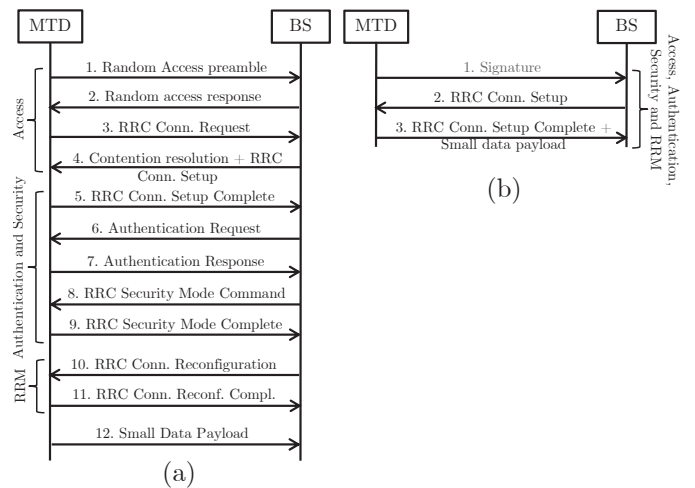 MTD
BS
1. Random Access preamble
2. Random access response
3. RRC Conn. Request
4. Contention resolution + RRC
Conn. Setup
5. RRC Conn. Setup Complete
6. Authentication Request
7. Authentication Response
8. RRC Security Mode Command
9. RRC Security Mode Complete
10. RRC Conn. Reconfiguration
11. RRC Conn. Reconf. Compl.
12. Small Data Payload
Access
Authentication and Security
RRM
(a)
MTD
BS
1. Signature
2. RRC Conn. Setup
3. RRC Conn. Setup Complete +
Small data payload
Access, Authentication,
Security and RRM
(b)